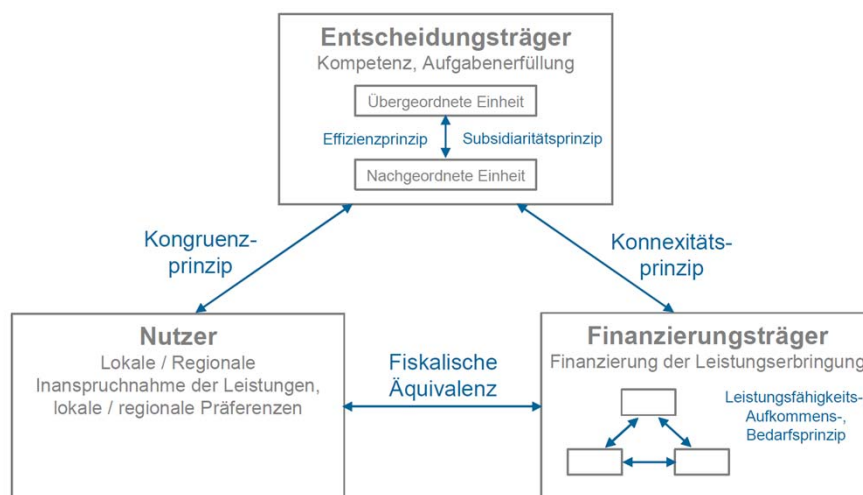 Entscheidungsträger
Kompetenz, Aufgabenerfüllung
Übergeordnete Einheit
Effizienzprinzip
Subsidiaritätsprinzip
Nachgeordnete Einheit
Kongruenz-
prinzip
Konnexitäts-
prinzip
Nutzer
Lokale / Regionale
Inanspruchnahme der Leistungen,
lokale / regionale Präferenzen
Fiskalische
Äquivalenz
Finanzierungsträger
Finanzierung der Leistungserbringung
Leistungsfähigkeits-
Aufkommens-,
Bedarfsprinzip